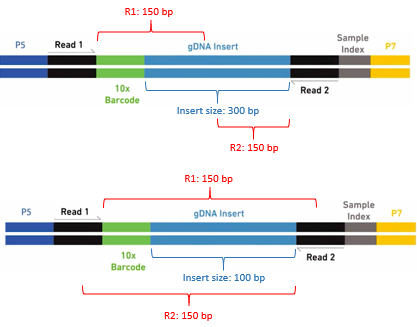 R1: 150 bp
P5
Read 1
gDNA Insert
Sample
Index
P7
10x
Barcode
Read 2
Insert size: 300 bp
R2: 150 bp
R1: 150 bp
P5
Read 1
gDNA Insert
Sample
Index
P7
10x
Barcode
Read 2
Insert size: 100 bp
R2: 150 bp